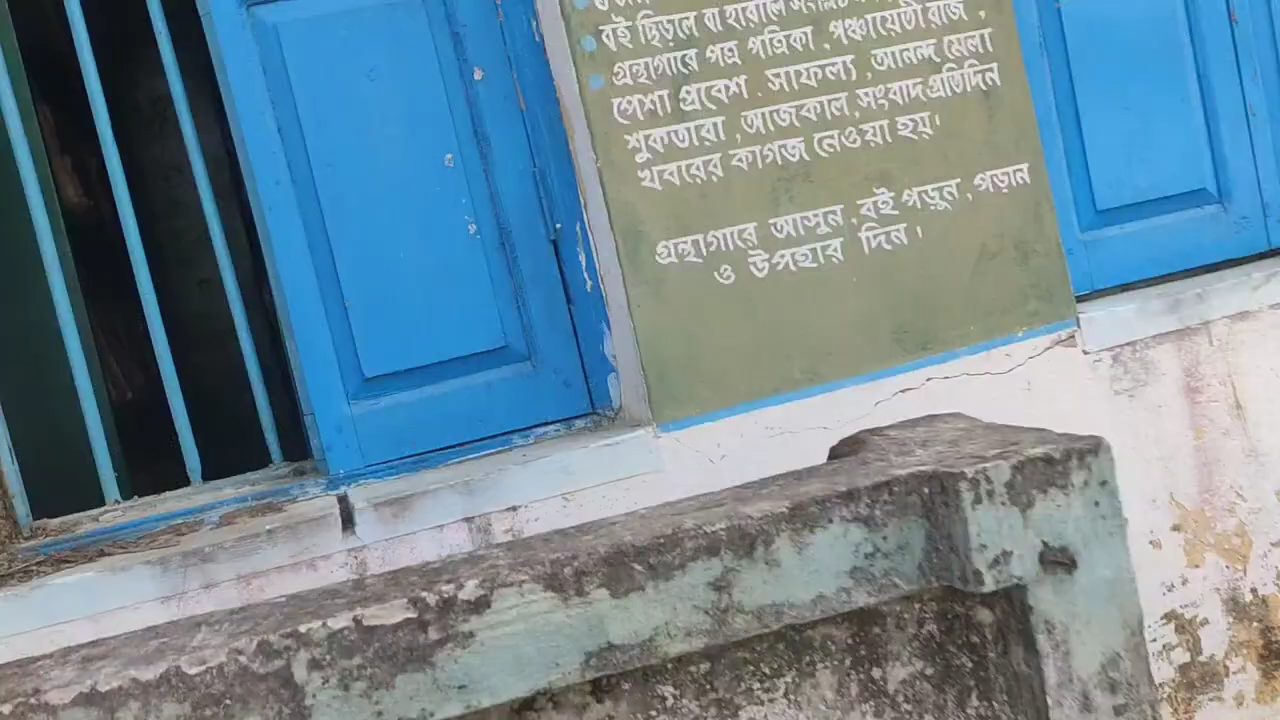 বই ছিড়লে বা হারালে
গ্রন্থাগারে পত্র পত্রিকা, পঞ্চায়েতী রাজ,
পেশা প্রবেশ. সাফল্য, আনন্দ মেলা
শুকতারা, আজকাল, সংবাদ প্রতিদিন
খবরের কাগজ নেওয়া হয়।
গ্রন্থাগারে আসুন, বই পড়ুন, পড়ান
ও উপহার দিন।